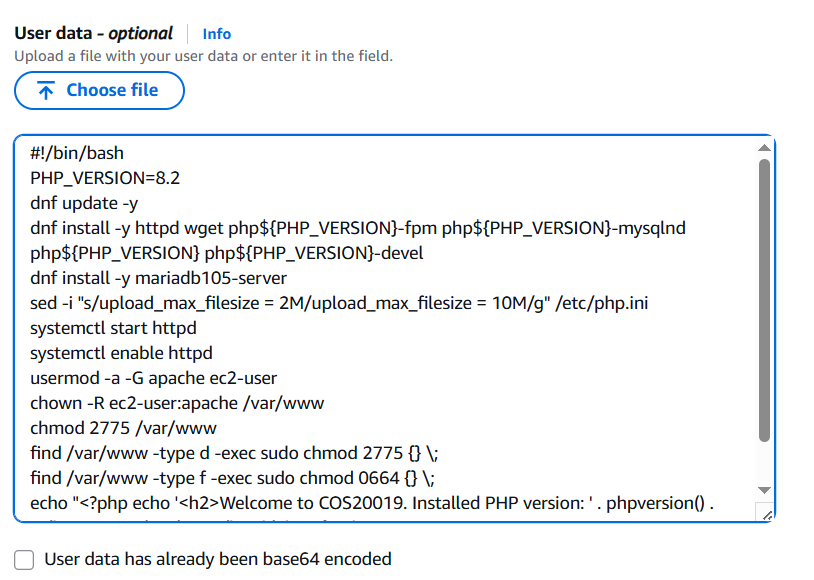 User data - optional Info
Upload a file with your user data or enter it in the field.
Choose file
#!/bin/bash
PHP_VERSION=8.2
dnf update -y
dnf install -y httpd wget php${PHP_VERSION}-fpm php${PHP_VERSION}-mysqlnd
php${PHP_VERSION} php${PHP_VERSION}-devel
dnf install -y mariadb105-server
sed -i "s/upload_max_filesize = 2M/upload_max_filesize = 10M/g" /etc/php.ini
systemctl start httpd
systemctl enable httpd
usermod -a -G apache ec2-user
chown -R ec2-user:apache /var/www
chmod 2775 /var/www
find /var/www -type d -exec sudo chmod 2775 {} \;
find /var/www -type f -exec sudo chmod 0664 {} \;
echo "<?php echo '<h2>Welcome to COS20019. Installed PHP version: ' . phpversion() .
User data has already been base64 encoded